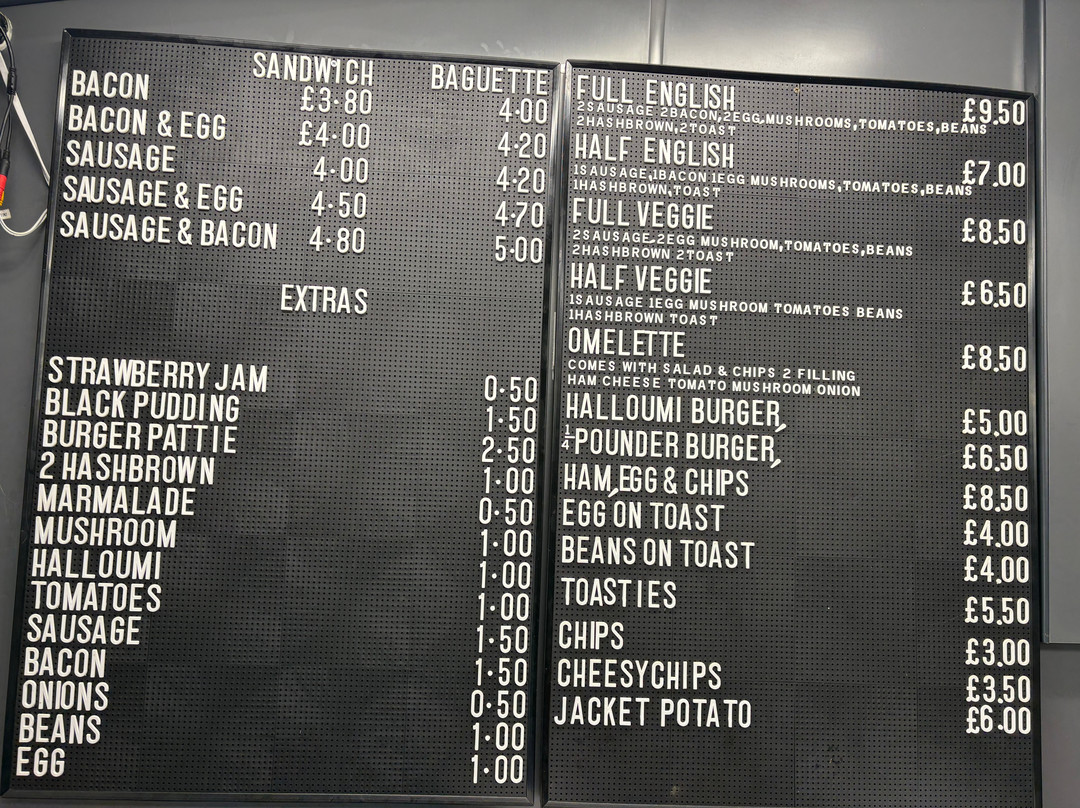 SANDWICH BAGUETTE
BACON £3·80 4·00
BACON & EGG £4·00 4·20
SAUSAGE 4·00 4·20
SAUSAGE & EGG 4·50 4·70
SAUSAGE & BACON 4·80 5·00
EXTRAS
STRAWBERRY JAM 0·50
BLACK PUDDING 1·50
BURGER PATTIE 2·50
2 HASHBROWN 1·00
MARMALADE 0·50
MUSHROOM 1·00
HALLOUMI 1·00
TOMATOES 1·00
SAUSAGE 1·50
BACON 1·50
ONIONS 0·50
BEANS 1·00
EGG 1·00
FULL ENGLISH £9.50
2SAUSAGE 2BACON,2EGG,MUSHROOMS,TOMATOES,BEANS
2HASHBROWN,2TOAST
HALF ENGLISH £7.00
1SAUSAGE,1BACON 1EGG MUSHROOMS,TOMATOES,BEANS
1HASHBROWN,TOAST
FULL VEGGIE £8.50
2SAUSAGE.2EGG MUSHROOM,TOMATOES,BEANS
2HASHBROWN 2TOAST
HALF VEGGIE £6.50
1SAUSAGE 1EGG MUSHROOM TOMATOES BEANS
1HASHBROWN TOAST
OMELETTE £8.50
COMES WITH SALAD & CHIPS 2 FILLING
HAM CHEESE TOMATO MUSHROOM ONION
HALLOUMI BURGER, £5.00
¼POUNDER BURGER, £6.50
HAM,EGG & CHIPS £8.50
EGG ON TOAST £4.00
BEANS ON TOAST £4.00
TOASTIES £5.50
CHIPS £3.00
CHEESYCHIPS £3.50
JACKET POTATO £6.00